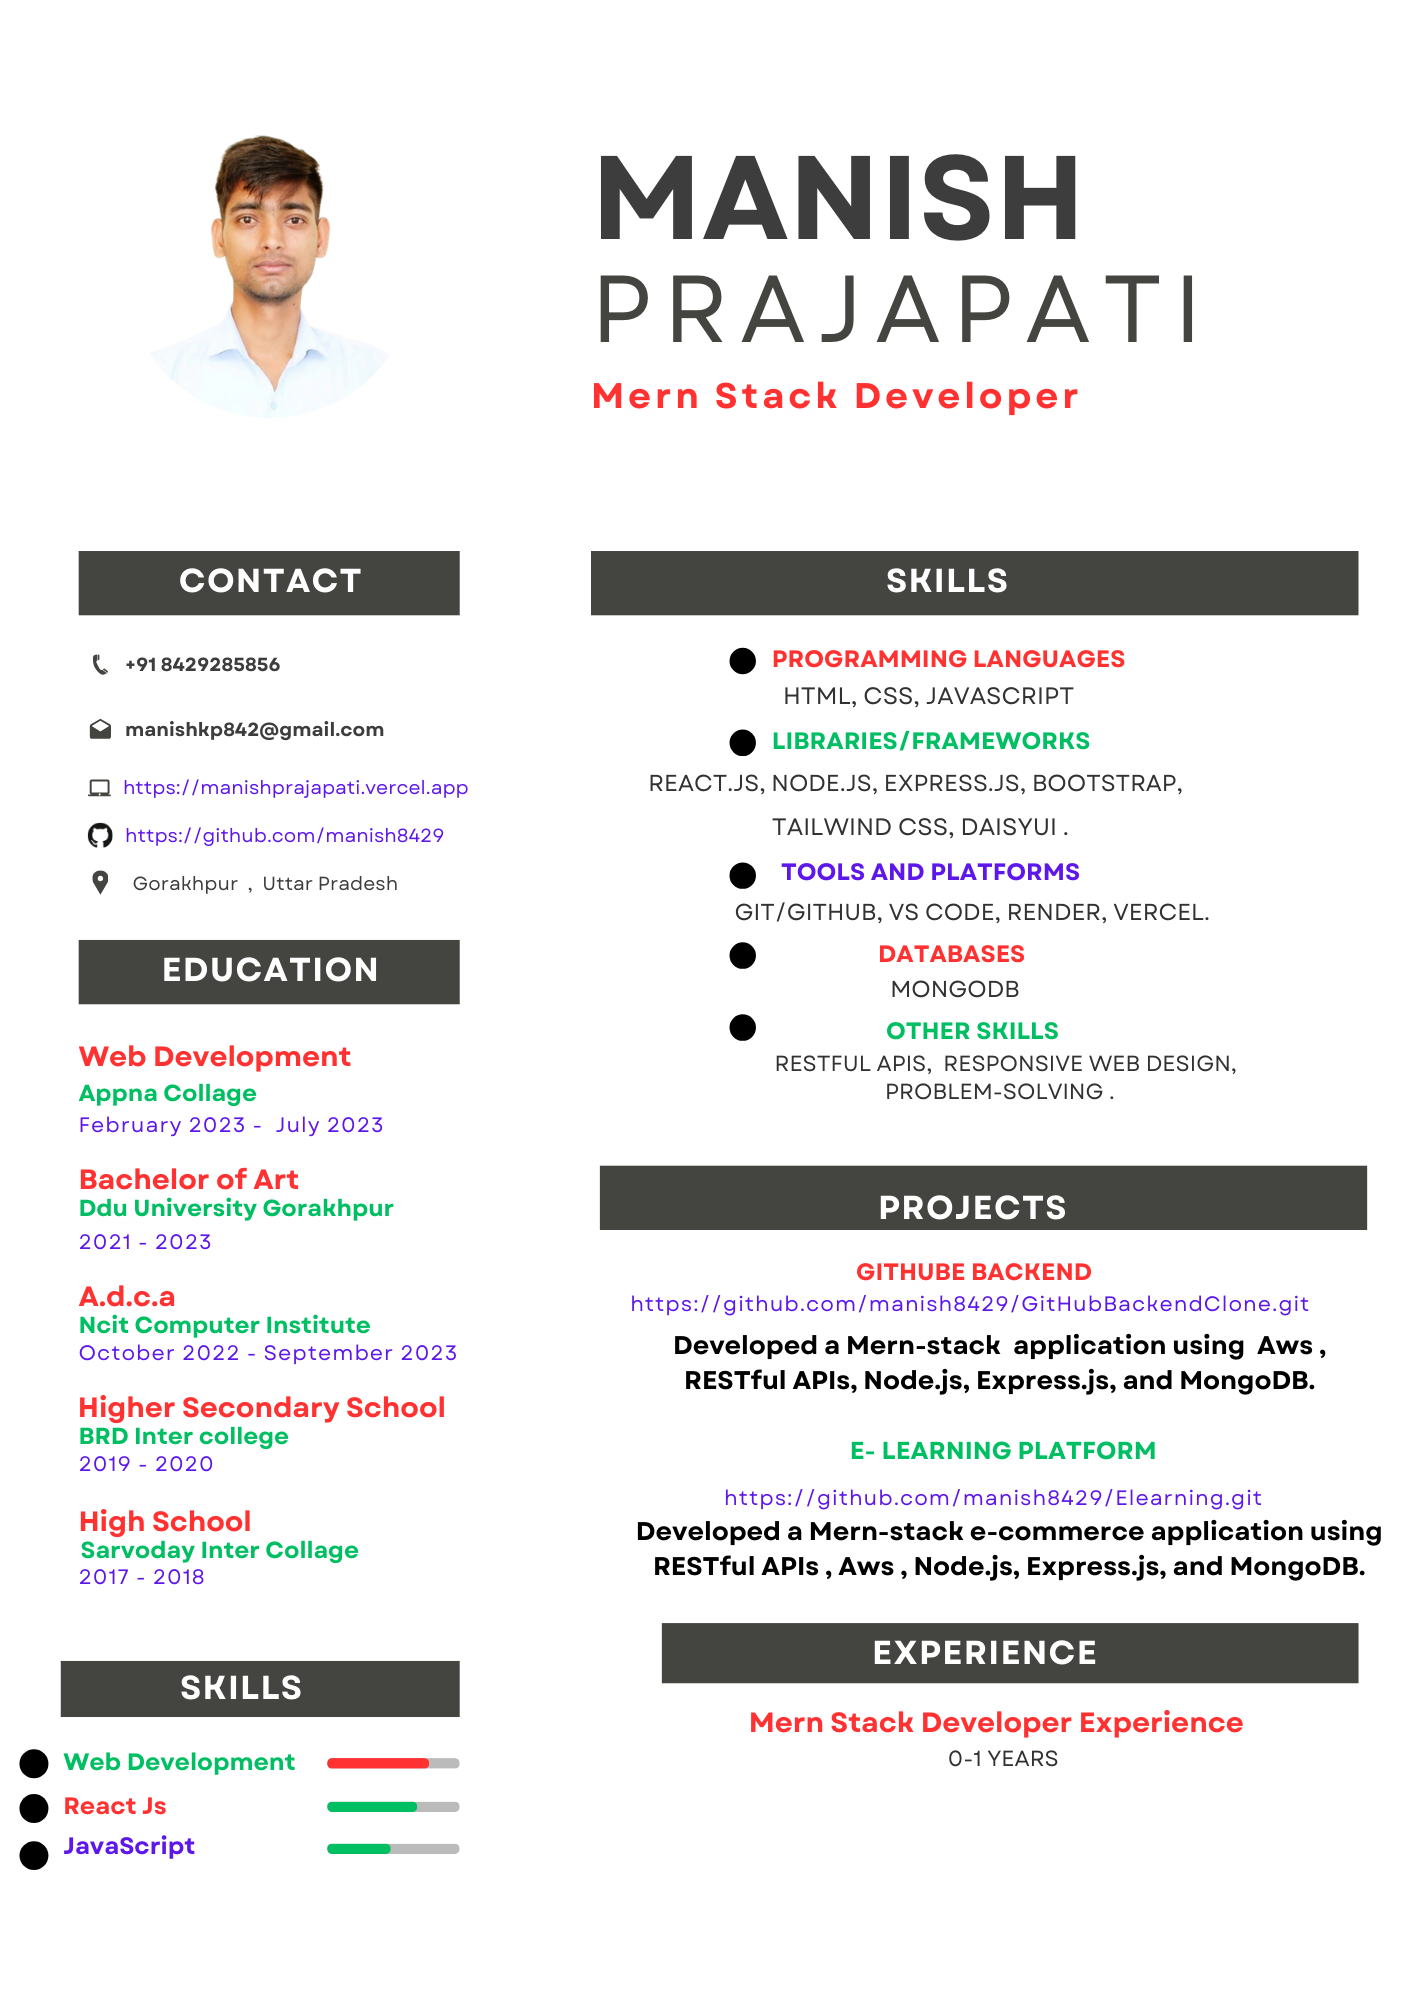 MANISH
PRAJAPATI
Mern Stack Developer
CONTACT
+91 8429285856
manishkp842@gmail.com
https://manishprajapati.vercel.app
https://github.com/manish8429
Gorakhpur , Uttar Pradesh
EDUCATION
Web Development
Appna Collage
February 2023 - July 2023
Bachelor of Art
Ddu University Gorakhpur
2021 - 2023
A.d.c.a
Ncit Computer Institute
October 2022 - September 2023
Higher Secondary School
BRD Inter college
2019 - 2020
High School
Sarvoday Inter Collage
2017 - 2018
SKILLS
Web Development
React Js
JavaScript
SKILLS
PROGRAMMING LANGUAGES
HTML, CSS, JAVASCRIPT
LIBRARIES/FRAMEWORKS
REACT.JS, NODE.JS, EXPRESS.JS, BOOTSTRAP,
TAILWIND CSS, DAISYUI .
TOOLS AND PLATFORMS
GIT/GITHUB, VS CODE, RENDER, VERCEL.
DATABASES
MONGODB
OTHER SKILLS
RESTFUL APIS, RESPONSIVE WEB DESIGN,
PROBLEM-SOLVING .
PROJECTS
GITHUBE BACKEND
https://github.com/manish8429/GitHubBackendClone.git
Developed a Mern-stack application using Aws ,
RESTful APIs, Node.js, Express.js, and MongoDB.
E- LEARNING PLATFORM
https://github.com/manish8429/Elearning.git
Developed a Mern-stack e-commerce application using
RESTful APIs , Aws , Node.js, Express.js, and MongoDB.
EXPERIENCE
Mern Stack Developer Experience
0-1 YEARS